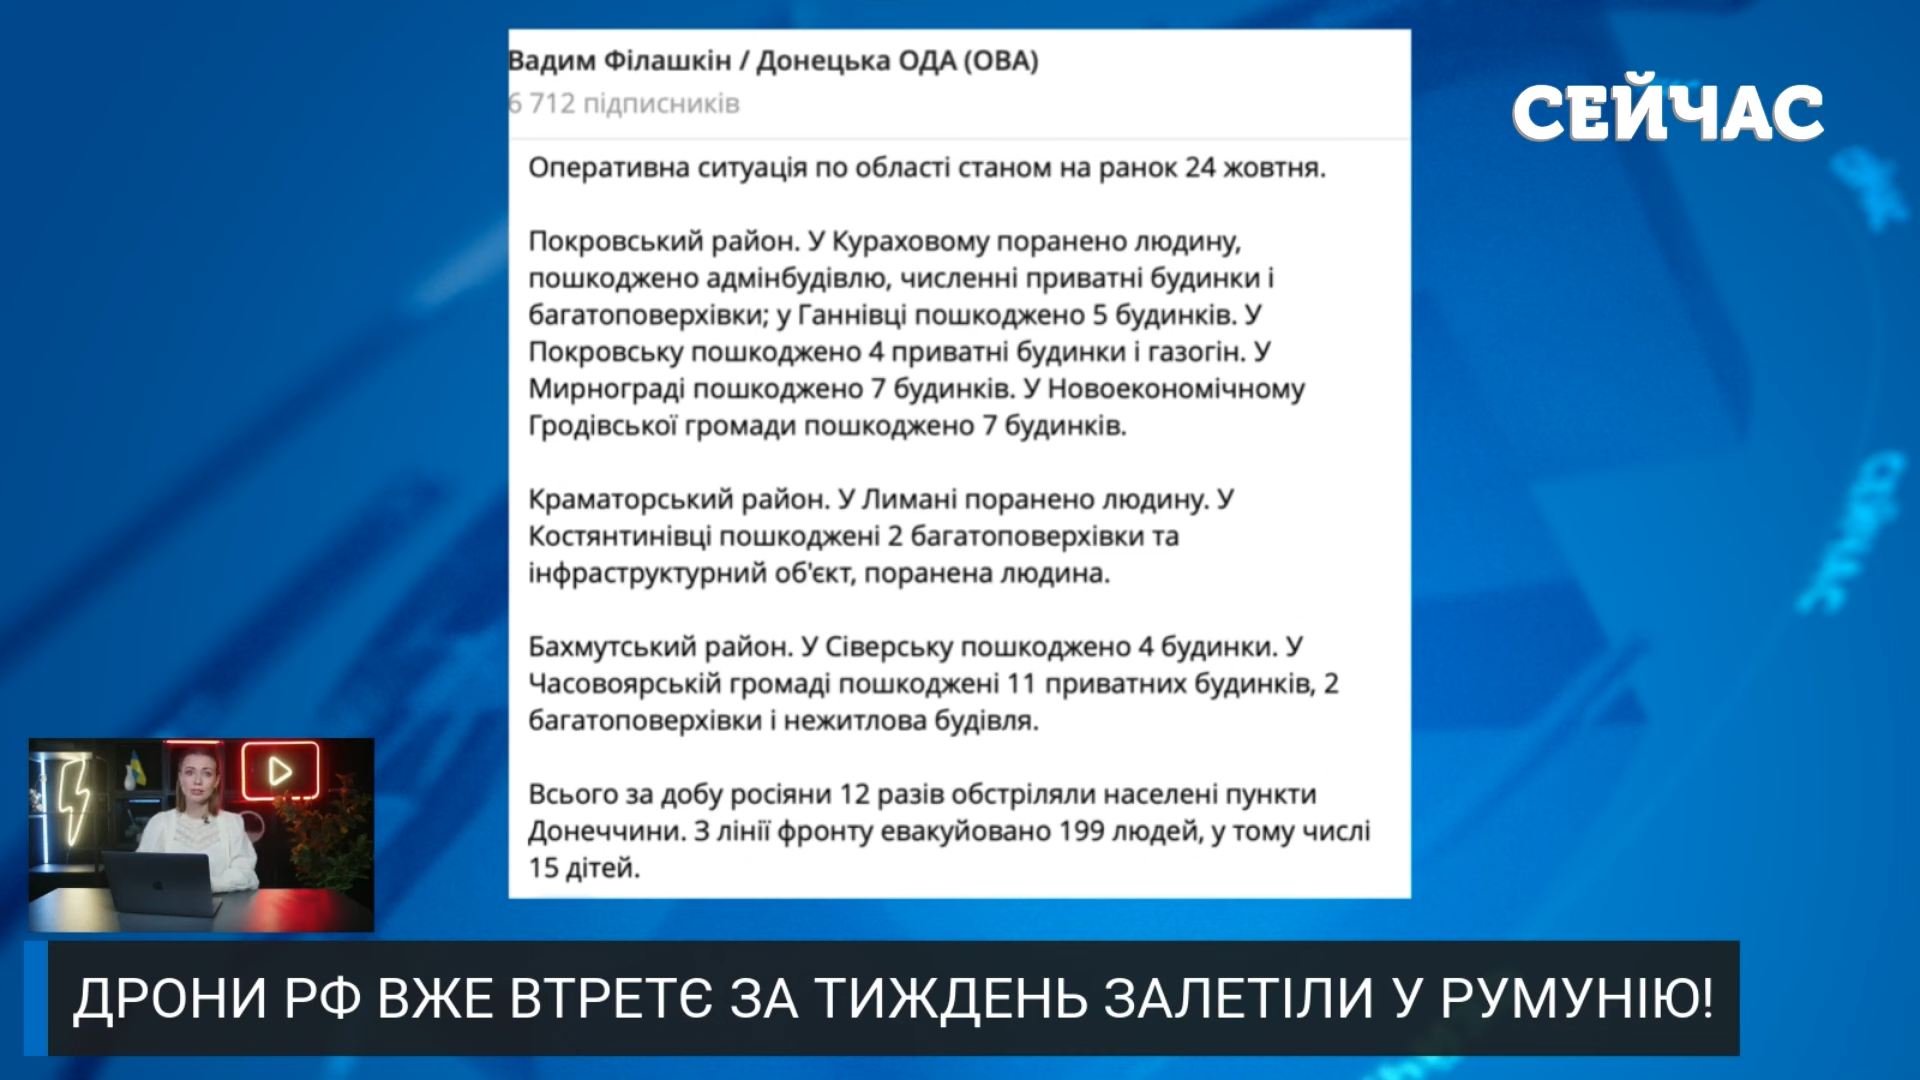 Вадим Філашкін / Донецька ОДА (ОВА)
6 712 підписників
СЕЙЧАС
Оперативна ситуація по області станом на ранок 24 жовтня.
Покровський район. У Кураховому поранено людину,
пошкоджено адмінбудівлю, численні приватні будинки і
багатоповерхівки; у Ганнівці пошкоджено 5 будинків. У
Покровську пошкоджено 4 приватні будинки і газогін. У
Мирнограді пошкоджено 7 будинків. У Новоекономічному
Гродівської громади пошкоджено 7 будинків.
Краматорський район. У Лимані поранено людину. У
Костянтинівці пошкоджені 2 багатоповерхівки та
інфраструктурний об'єкт, поранена людина.
Бахмутський район. У Сіверську пошкоджено 4 будинки. У
Часовоярській громаді пошкоджені 11 приватних будинків, 2
багатоповерхівки і нежитлова будівля.
Всього за добу росіяни 12 разів обстріляли населені пункти
Донеччини. З лінії фронту евакуйовано 199 людей, у тому числі
15 дітей.
ДРОНИ РФ ВЖЕ ВТРЕТЄ ЗА ТИЖДЕНЬ ЗАЛЕТІЛИ У РУМУНІЮ!